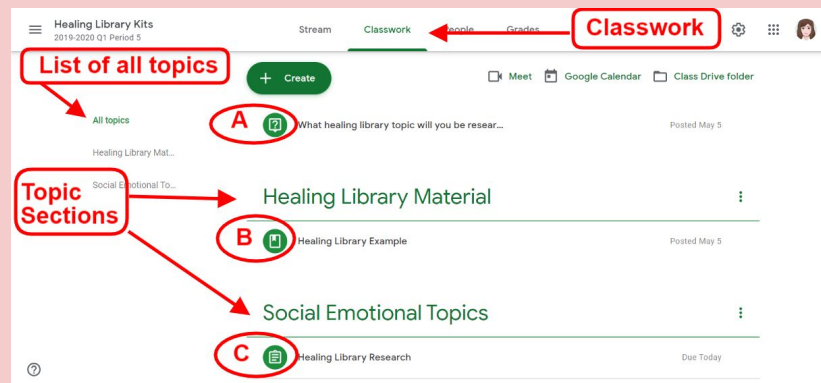 Healing Library Kits
2019-2020 Q1 Period 5
Stream Classwork People Grades
Classwork
List of all topics
+ Create
Meet Google Calendar Class Drive folder
All topics
Healing Library Mat...
Social Emotional To...
A
What healing library topic will you be resear...
Posted May 5
Topic
Sections
Healing Library Material
B
Healing Library Example
Posted May 5
Social Emotional Topics
C
Healing Library Research
Due Today